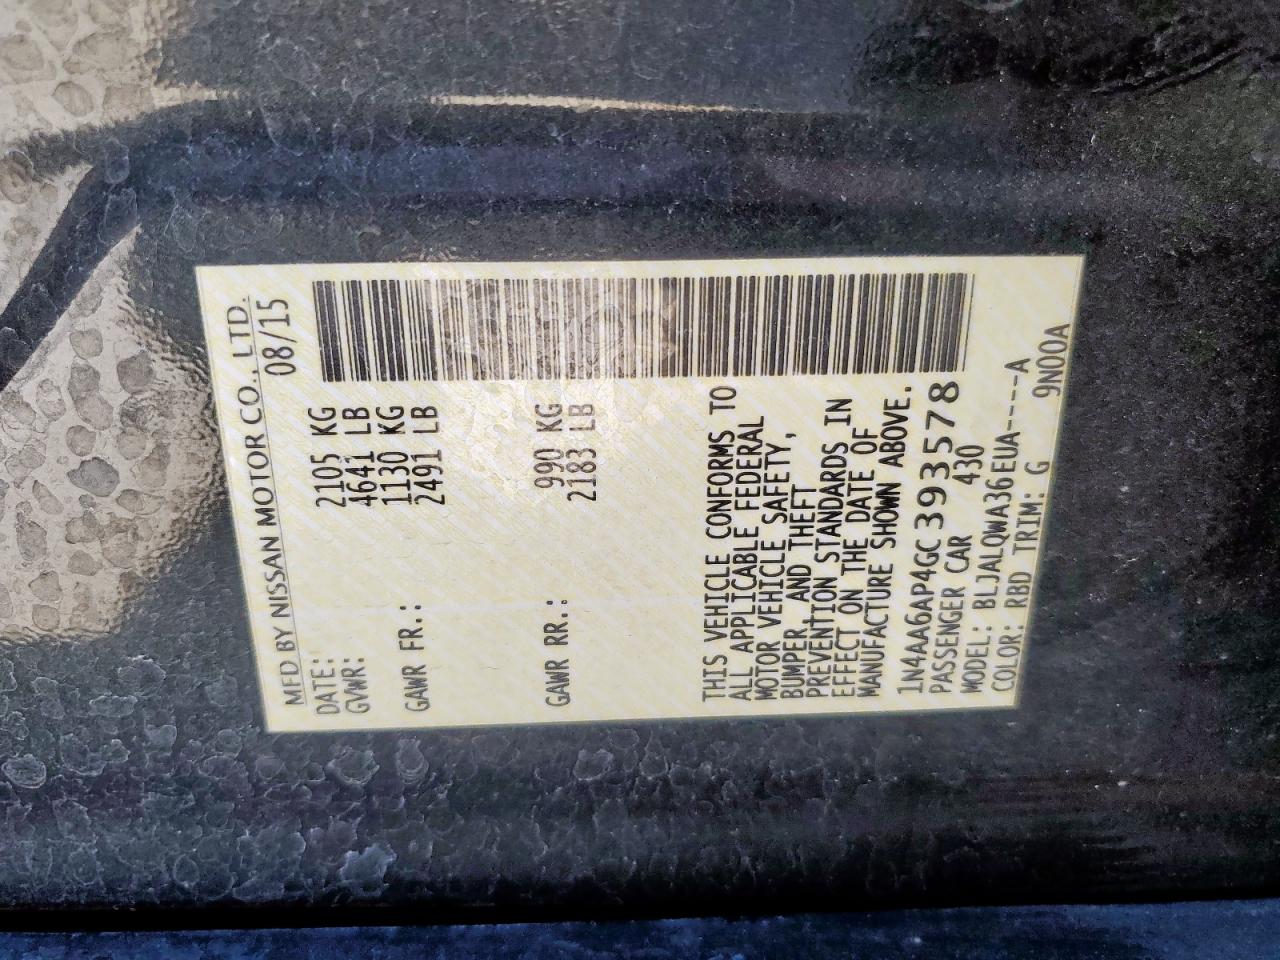 MFD BY NISSAN MOTOR CO., LTD.
DATE: 08/15
GVWR: 2105 KG
4641 LB
GAWR FR.: 1130 KG
2491 LB
GAWR RR.: 990 KG
2183 LB
THIS VEHICLE CONFORMS TO
ALL APPLICABLE FEDERAL
MOTOR VEHICLE SAFETY,
BUMPER, AND THEFT
PREVENTION STANDARDS IN
EFFECT ON THE DATE OF
MANUFACTURE SHOWN ABOVE.
1N4AA6AP4GC393578
PASSENGER CAR 430
MODEL: BLJALQWA36EUA----A
COLOR: RBD TRIM: G 9N00A